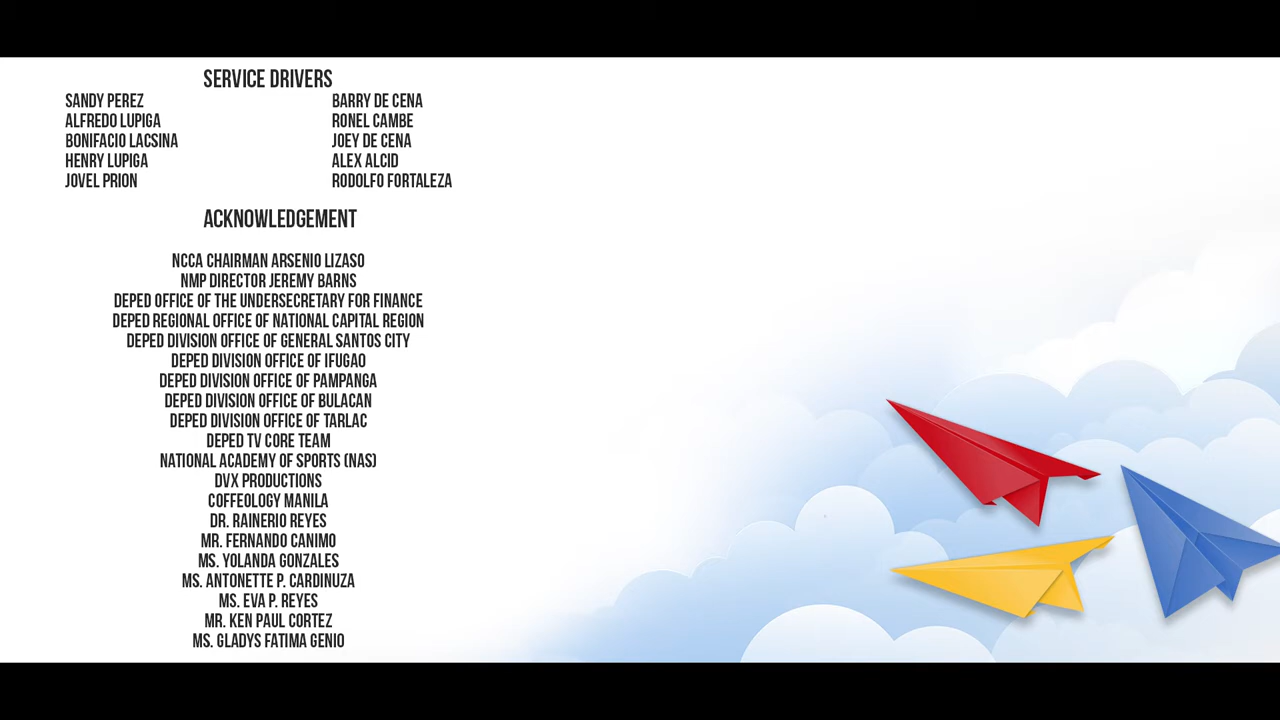 SERVICE DRIVERS
SANDY PEREZ
ALFREDO LUPIGA
BONIFACIO LACSINA
HENRY LUPIGA
JOVEL PRION
BARRY DE CENA
RONEL CAMBE
JOEY DE CENA
ALEX ALCID
RODOLFO FORTALEZA
ACKNOWLEDGEMENT
NCCA CHAIRMAN ARSENIO LIZASO
NMP DIRECTOR JEREMY BARNS
DEPED OFFICE OF THE UNDERSECRETARY FOR FINANCE
DEPED REGIONAL OFFICE OF NATIONAL CAPITAL REGION
DEPED DIVISION OFFICE OF GENERAL SANTOS CITY
DEPED DIVISION OFFICE OF IFUGAO
DEPED DIVISION OFFICE OF PAMPANGA
DEPED DIVISION OFFICE OF BULACAN
DEPED DIVISION OFFICE OF TARLAC
DEPED TV CORE TEAM
NATIONAL ACADEMY OF SPORTS (NAS)
DVX PRODUCTIONS
COFFEOLOGY MANILA
DR. RAINERIO REYES
MR. FERNANDO CANIMO
MS. YOLANDA GONZALES
MS. ANTONETTE P. CARDINUZA
MS. EVA P. REYES
MR. KEN PAUL CORTEZ
MS. GLADYS FATIMA GENIO